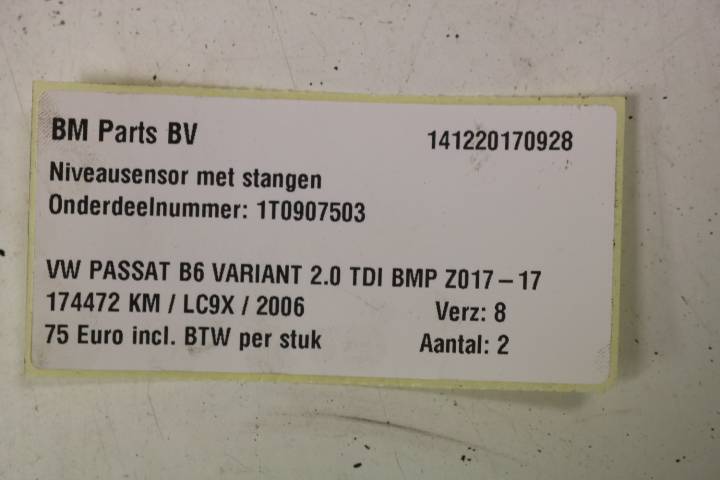 BM Parts BV 141220170928
Niveausensor met stangen
Onderdeelnummer: 1T0907503
VW PASSAT B6 VARIANT 2.0 TDI BMP Z017-17
174472 KM / LC9X / 2006 Verz: 8
75 Euro incl. BTW per stuk Aantal: 2